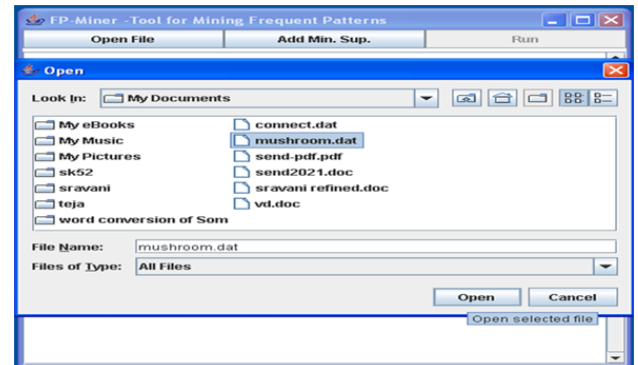 FP-Miner -Tool for Mining Frequent Patterns
Open File Add Min. Sup. Run
Open
Look In: My Documents
My eBooks connect.dat
My Music mushroom.dat
My Pictures send-pdf.pdf
sk52 send2021.doc
sravani sravani refined.doc
teja vd.doc
word conversion of Som
File Name: mushroom.dat
Files of Type: All Files
Open Cancel
Open selected file